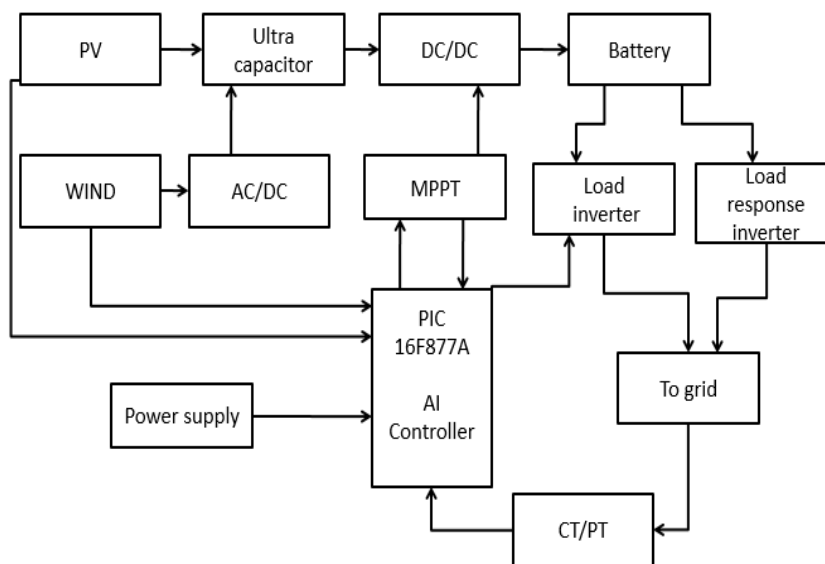 PV
Ultra
capacitor
DC/DC
Battery
WIND
AC/DC
MPPT
Load
inverter
Load
response
inverter
PIC
16F877A
AI
Controller
To grid
Power supply
CT/PT